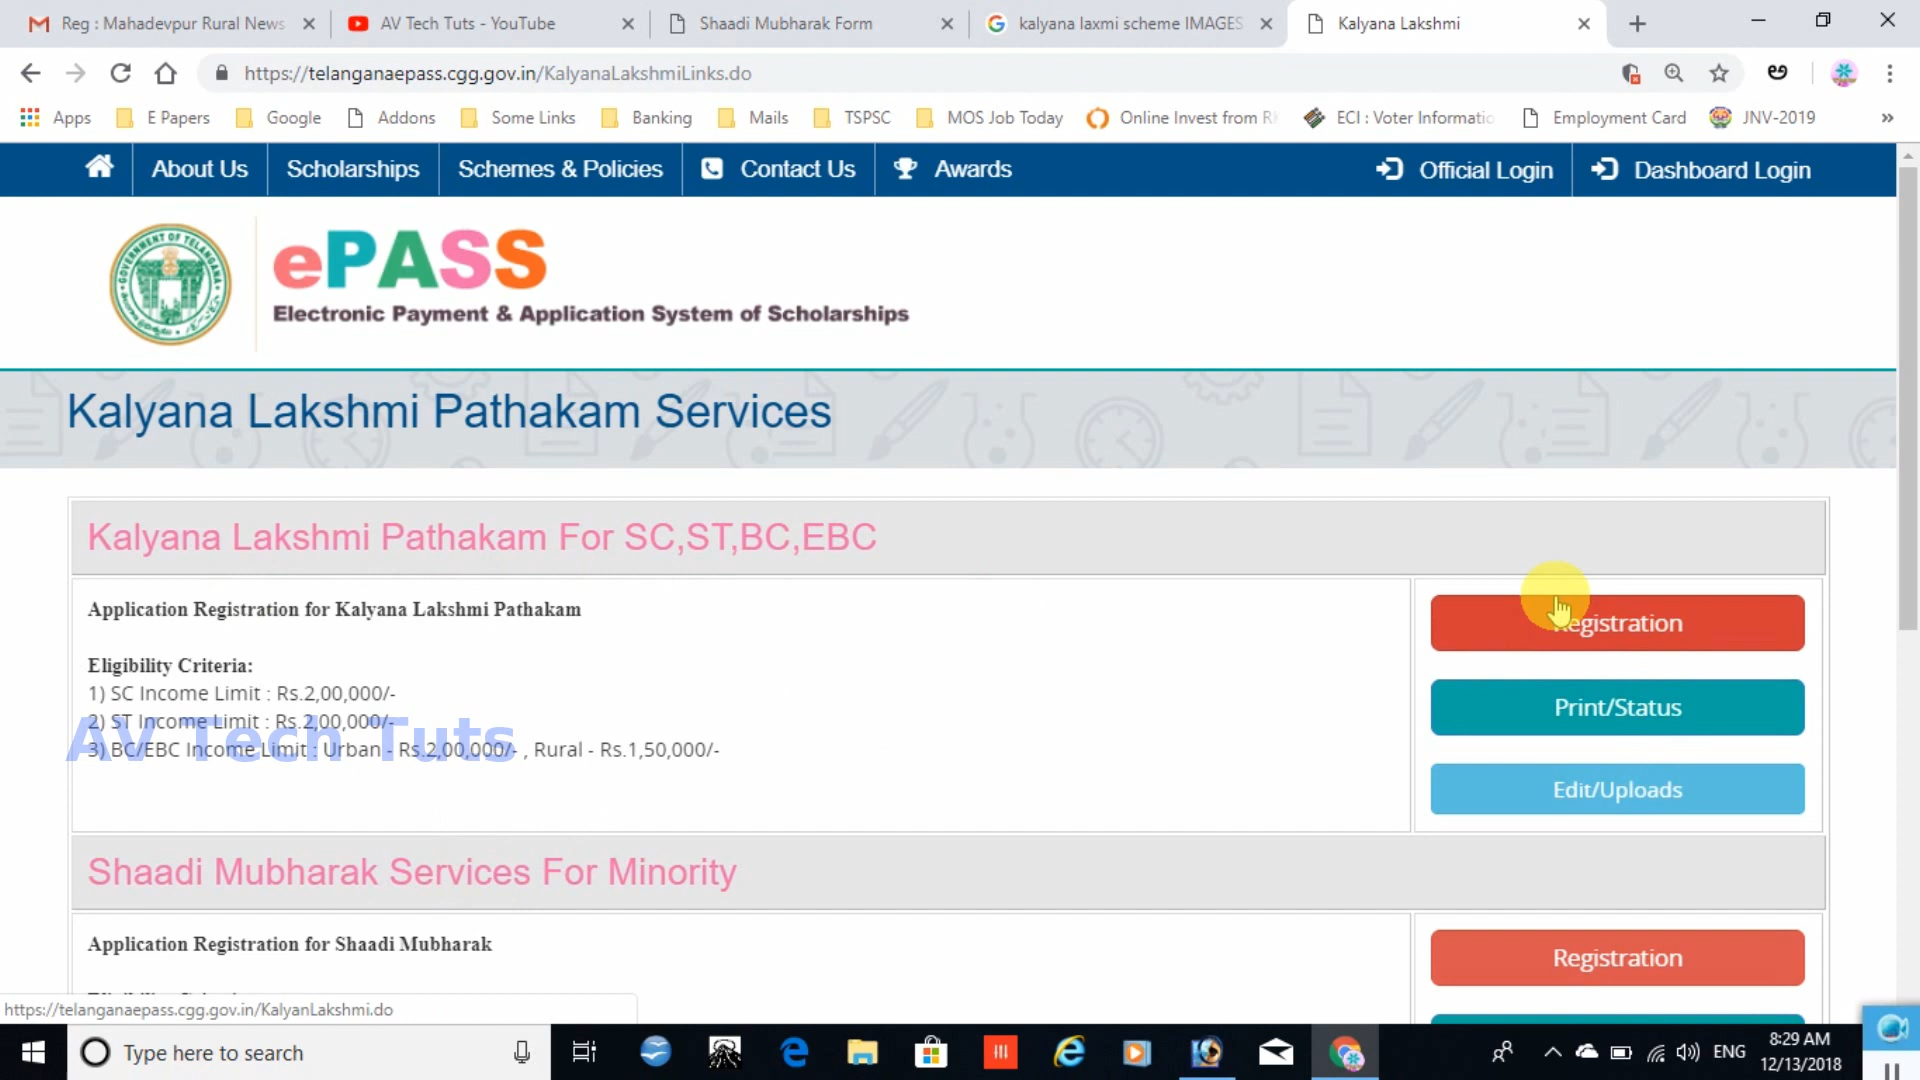 Reg : Mahadevpur Rural News
AV Tech Tuts - YouTube
Shaadi Mubharak Form
kalyana laxmi scheme IMAGES
Kalyana Lakshmi
https://telanganaepass.cgg.gov.in/KalyanaLakshmiLinks.do
Apps
E Papers
Google
Addons
Some Links
Banking
Mails
TSPSC
MOS Job Today
Online Invest from
ECI : Voter
Employment Card
JNV-2019
About Us
Scholarships
Schemes & Policies
Contact Us
Awards
Official Login
Dashboard Login
GOVERNMENT OF TELANGANA
ePASS
Electronic Payment & Application System of Scholarships
Kalyana Lakshmi Pathakam Services
Kalyana Lakshmi Pathakam For SC,ST,BC,EBC
Application Registration for Kalyana Lakshmi Pathakam
Registration
Eligibility Criteria:
1) SC Income Limit : Rs.2,00,000/-
2) ST Income Limit : Rs.2,00,000/-
3) BC/EBC Income Limit : Urban - Rs.2,00,000/- , Rural - Rs.1,50,000/-
AV Tech Tuts
Print/Status
Edit/Uploads
Shaadi Mubharak Services For Minority
Application Registration for Shaadi Mubharak
Registration
https://telanganaepass.cgg.gov.in/KalyanLakshmi.do
Type here to search
ENG
8:29 AM
12/13/2018